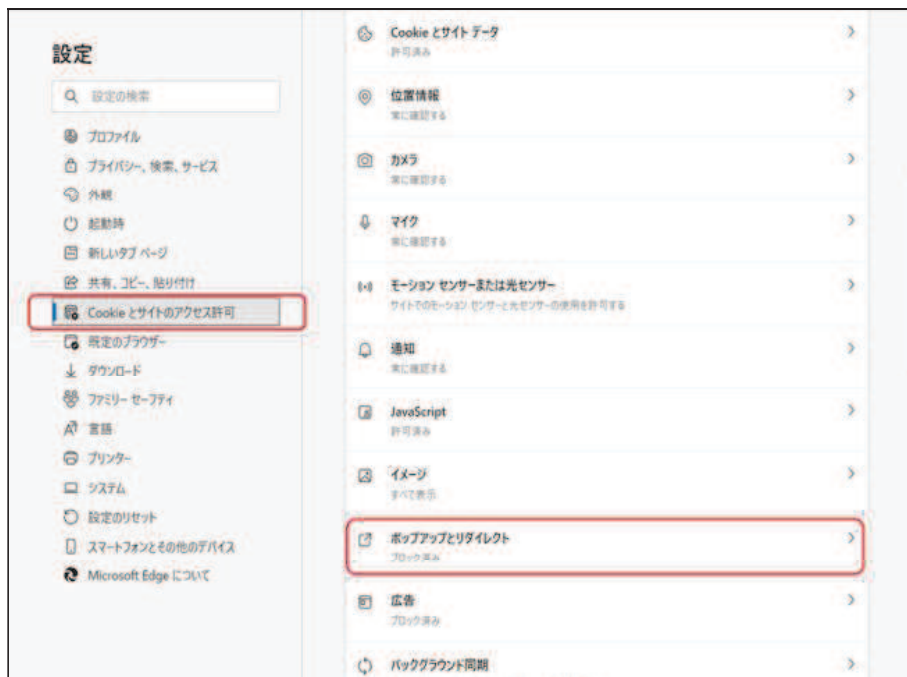 設定
設定の検索
プロファイル
プライバシー、検索、サービス
外観
起動時
新しいタブ ページ
共有、コピー、貼り付け
Cookie とサイトのアクセス許可
既定のブラウザー
ダウンロード
ファミリー セーフティ
言語
プリンター
システム
設定のリセット
スマートフォンとその他のデバイス
Microsoft Edge について
Cookie とサイト データ
許可済み
位置情報
常に確認する
カメラ
常に確認する
マイク
常に確認する
モーション センサーまたは光センサー
サイトでのモーション センサーと光センサーの使用を許可する
通知
常に確認する
JavaScript
許可済み
イメージ
すべて表示
ポップアップとリダイレクト
ブロック済み
広告
ブロック済み
バックグラウンド同期